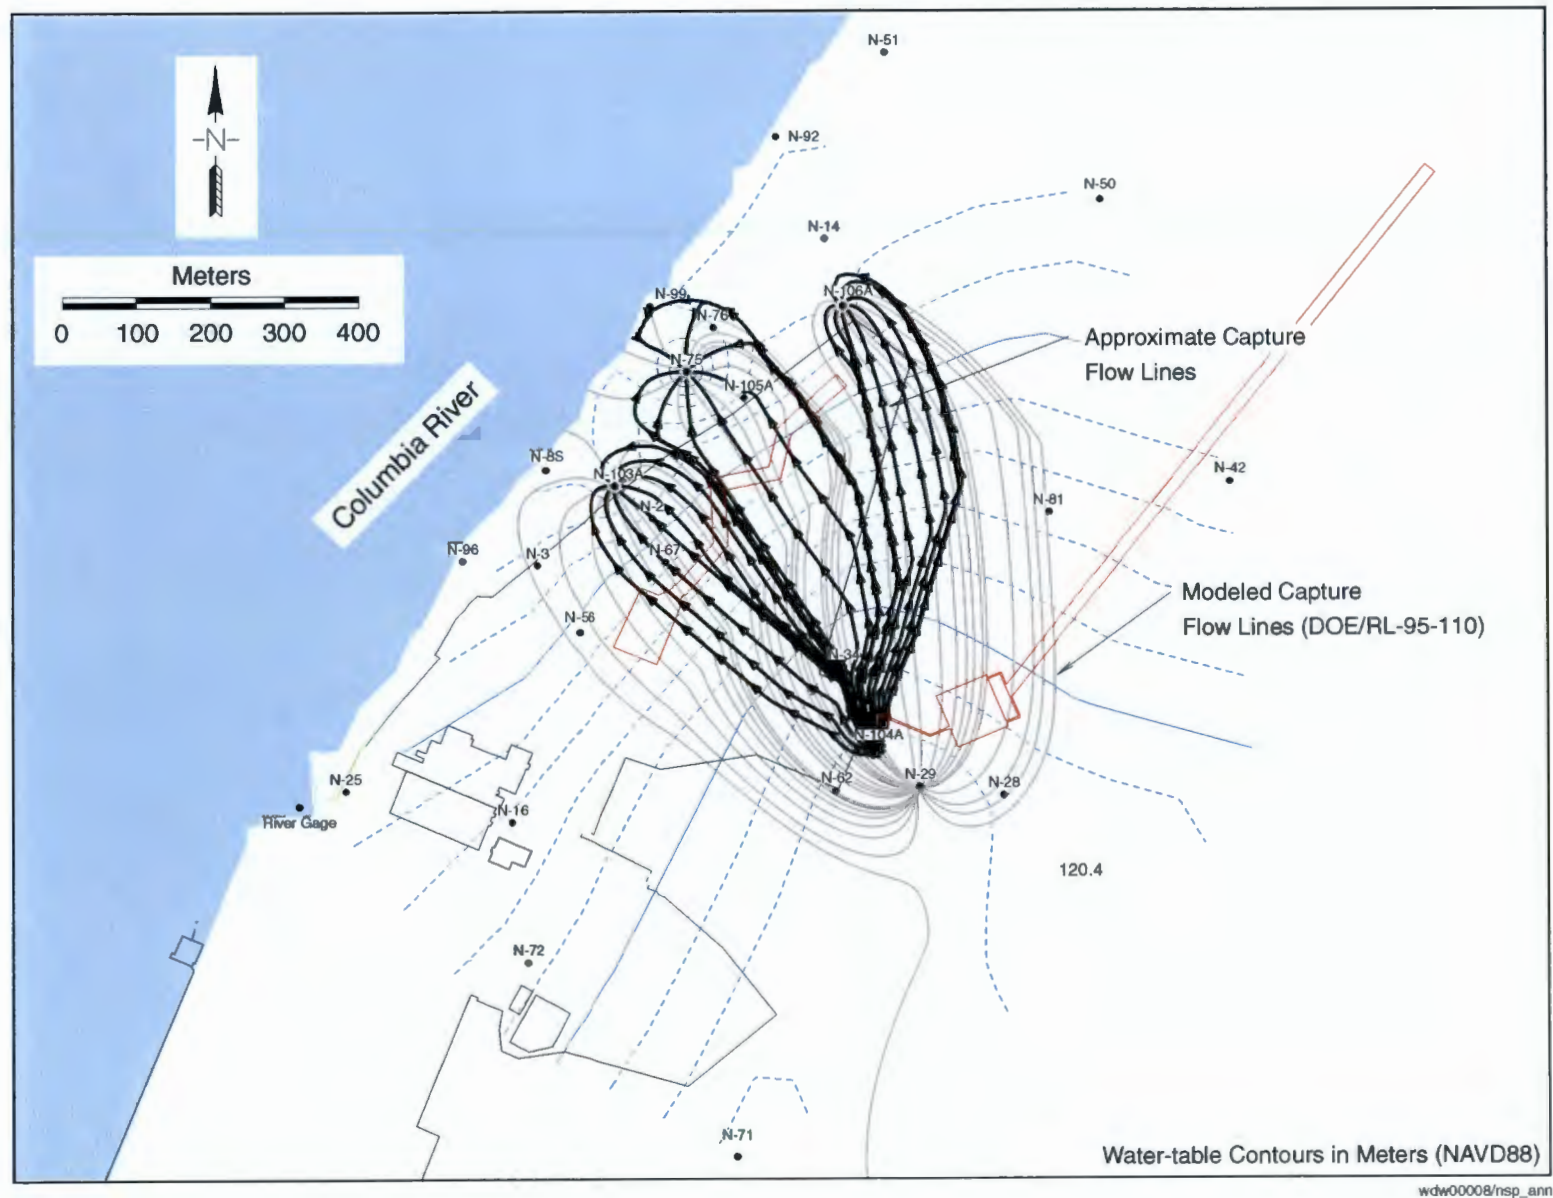 N-51
N-92
-N-
N-50
N-14
Meters
0 100 200 300 400
N-99
N-106A
N-76
Approximate Capture
Flow Lines
N-75
N-105A
Columbia River
N-8S
N-103A
N-42
N-81
N-2
N-67
N-96
N-3
Modeled Capture
Flow Lines (DOE/RL-95-110)
N-56
N-34
N-104A
N-25
N-62
N-29
N-28
River Gage
N-16
120.4
N-72
N-71
Water-table Contours in Meters (NAVD88)
wdw00008/nsp_ann